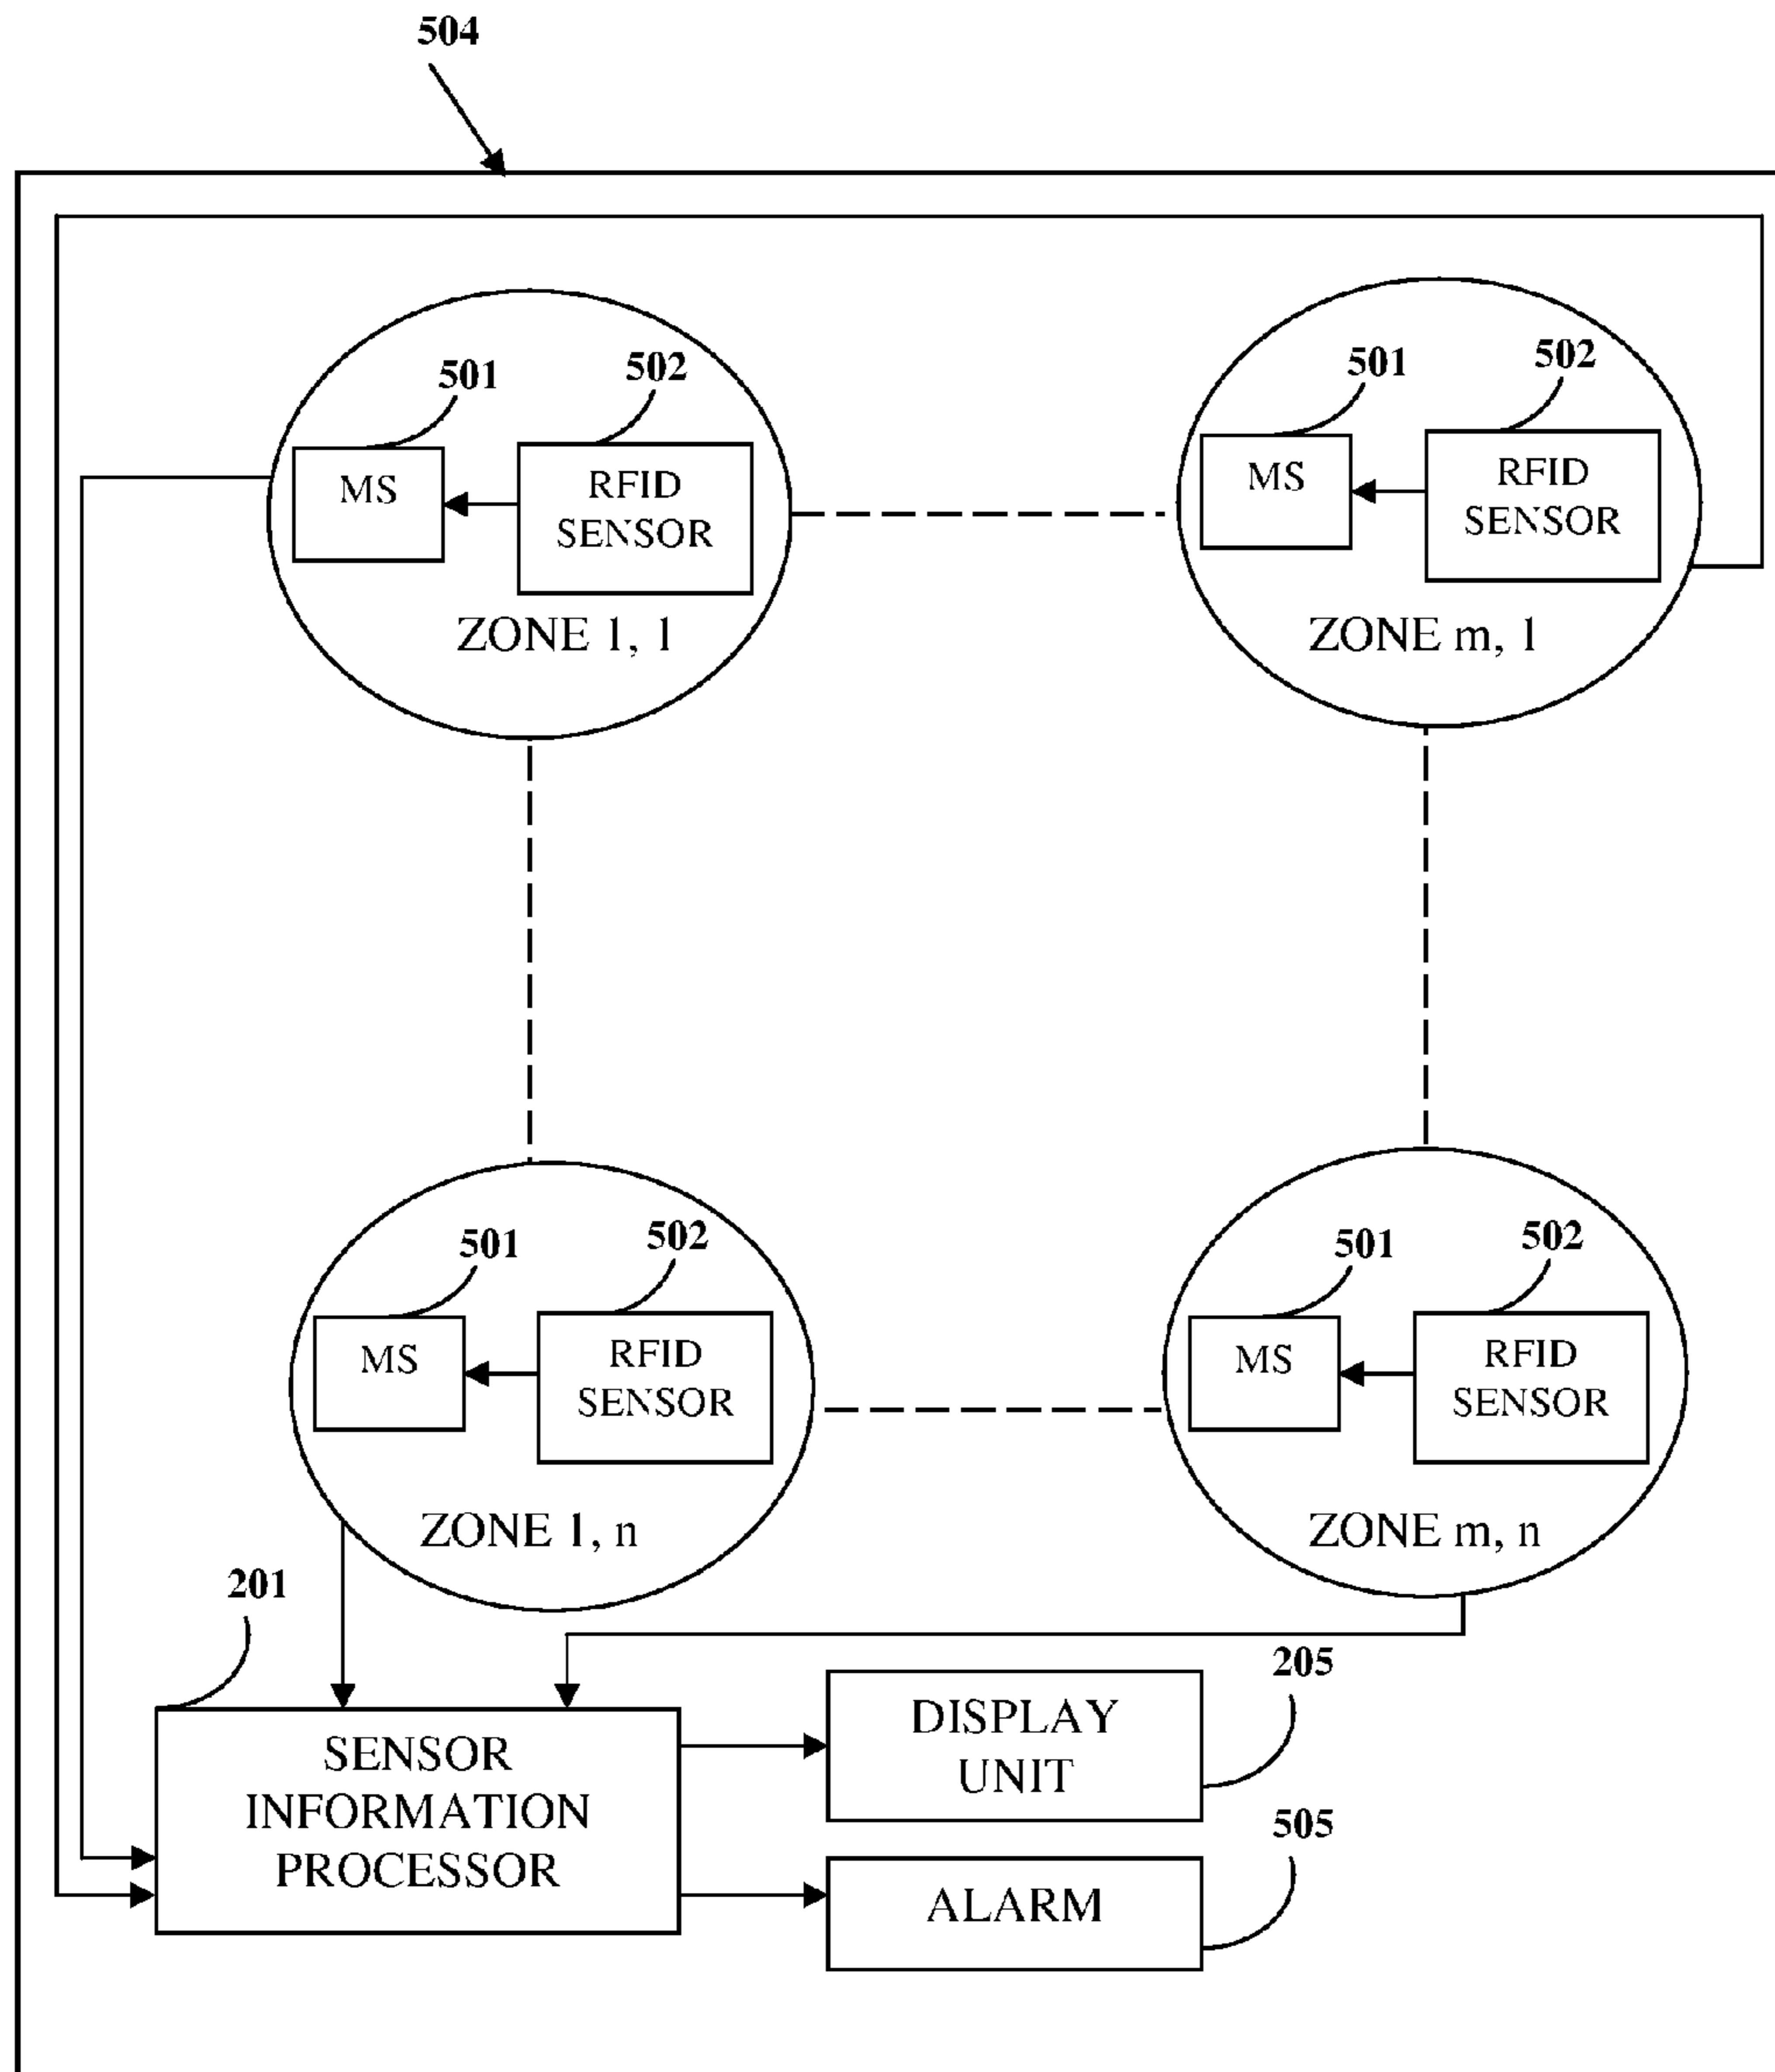 504
501
502
MS
RFID
SENSOR
ZONE 1, 1
501
502
MS
RFID
SENSOR
ZONE m, 1
501
502
MS
RFID
SENSOR
ZONE 1, n
501
502
MS
RFID
SENSOR
ZONE m, n
201
SENSOR
INFORMATION
PROCESSOR
205
DISPLAY
UNIT
505
ALARM